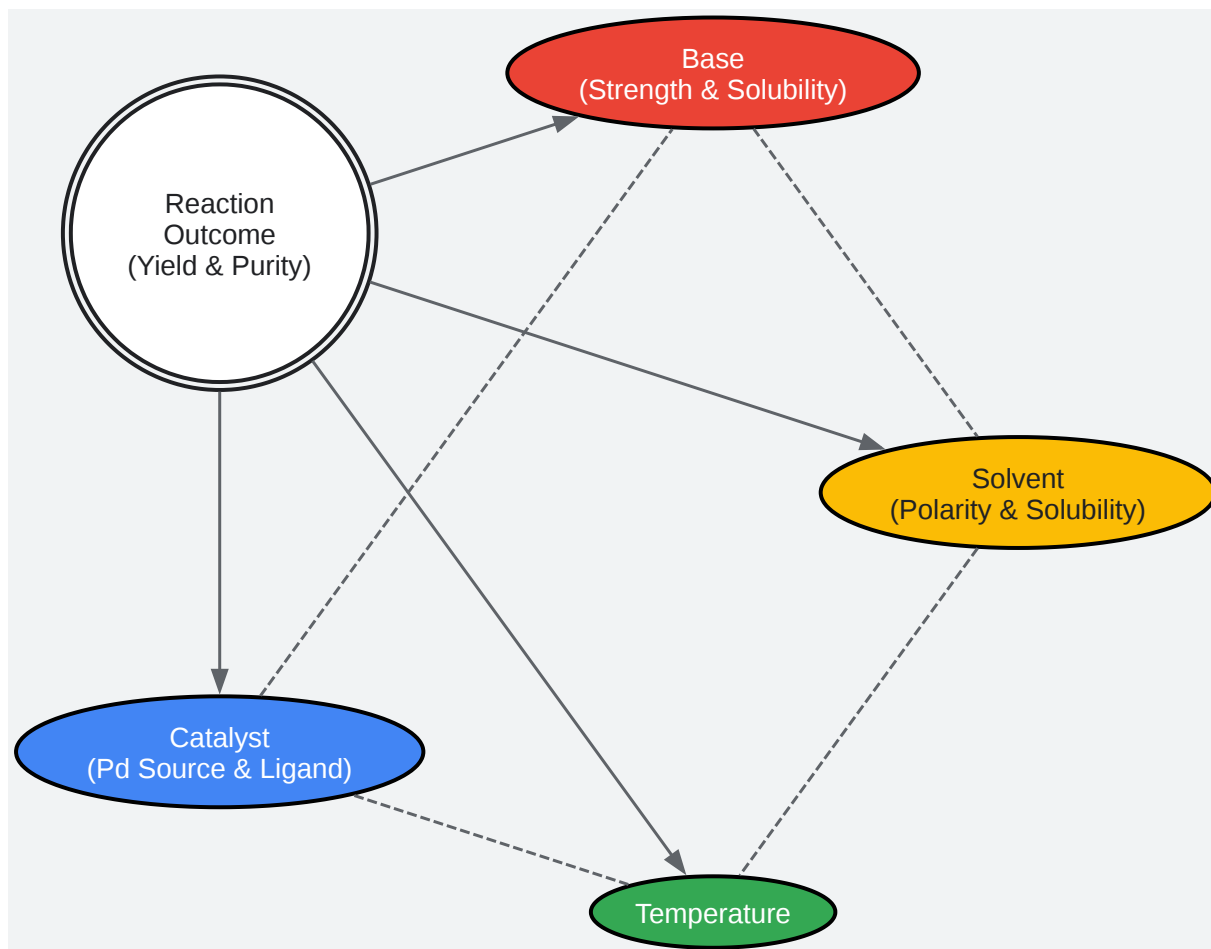 Base
(Strength & Solubility)
Reaction
Outcome
(Yield & Purity)
Solvent
(Polarity & Solubility)
Catalyst
(Pd Source & Ligand)
Temperature